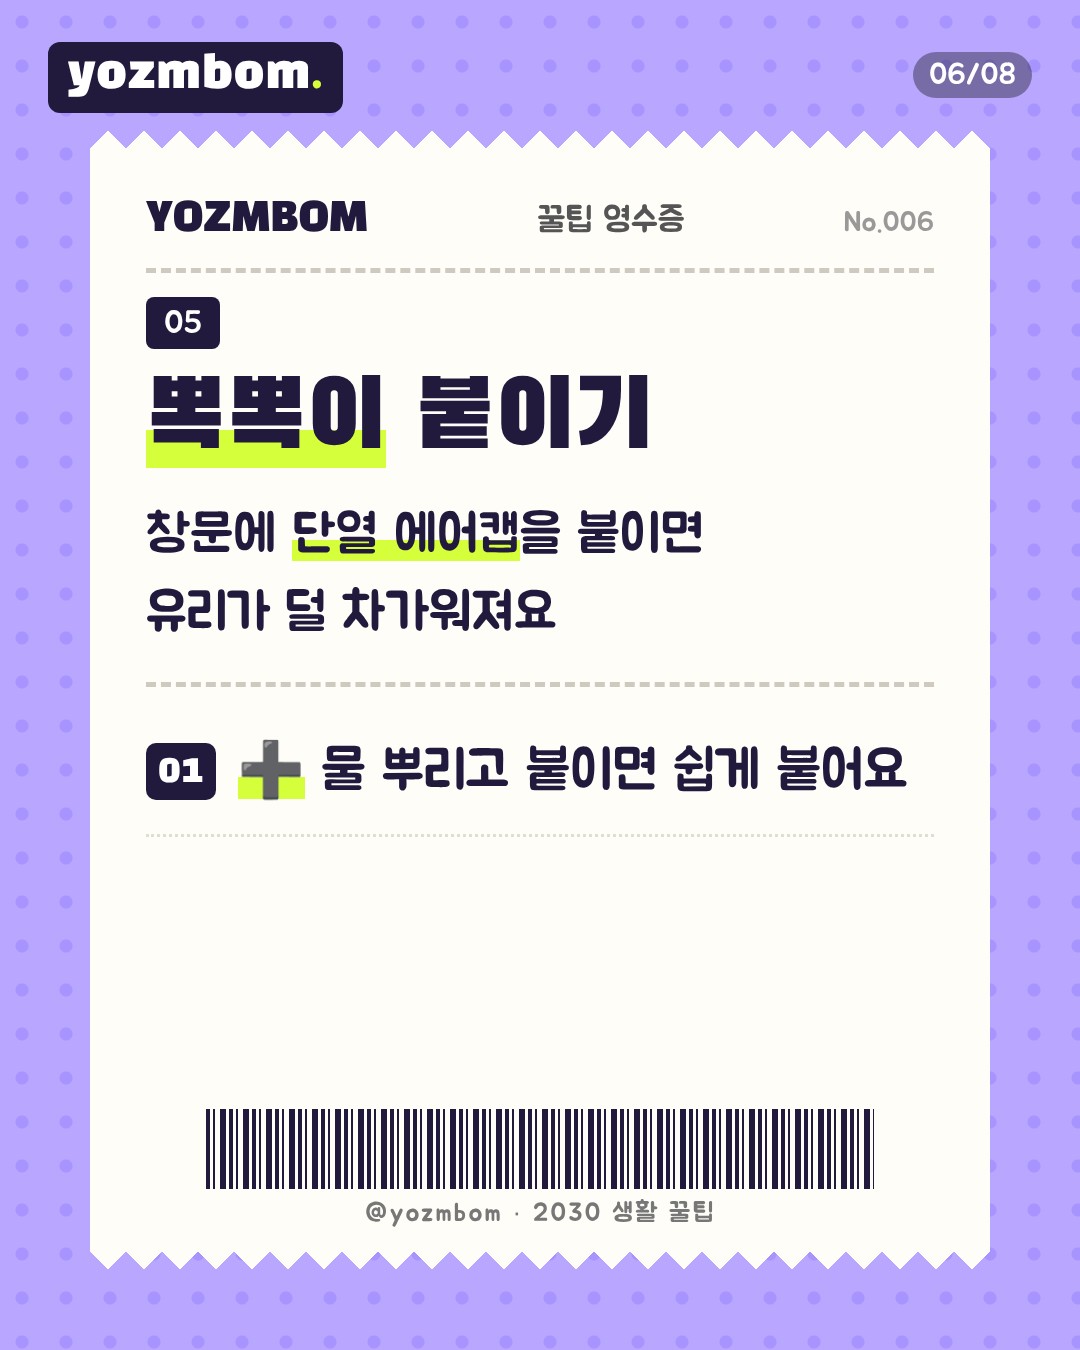 yozmbom.
06/08
YOZMBOM
꿀팁 영수증
No.006
05
뽁뽁이 붙이기
창문에 단열 에어캡을 붙이면
유리가 덜 차가워져요
01 ➕ 물 뿌리고 붙이면 쉽게 붙어요
@yozmbom · 2030 생활 꿀팁